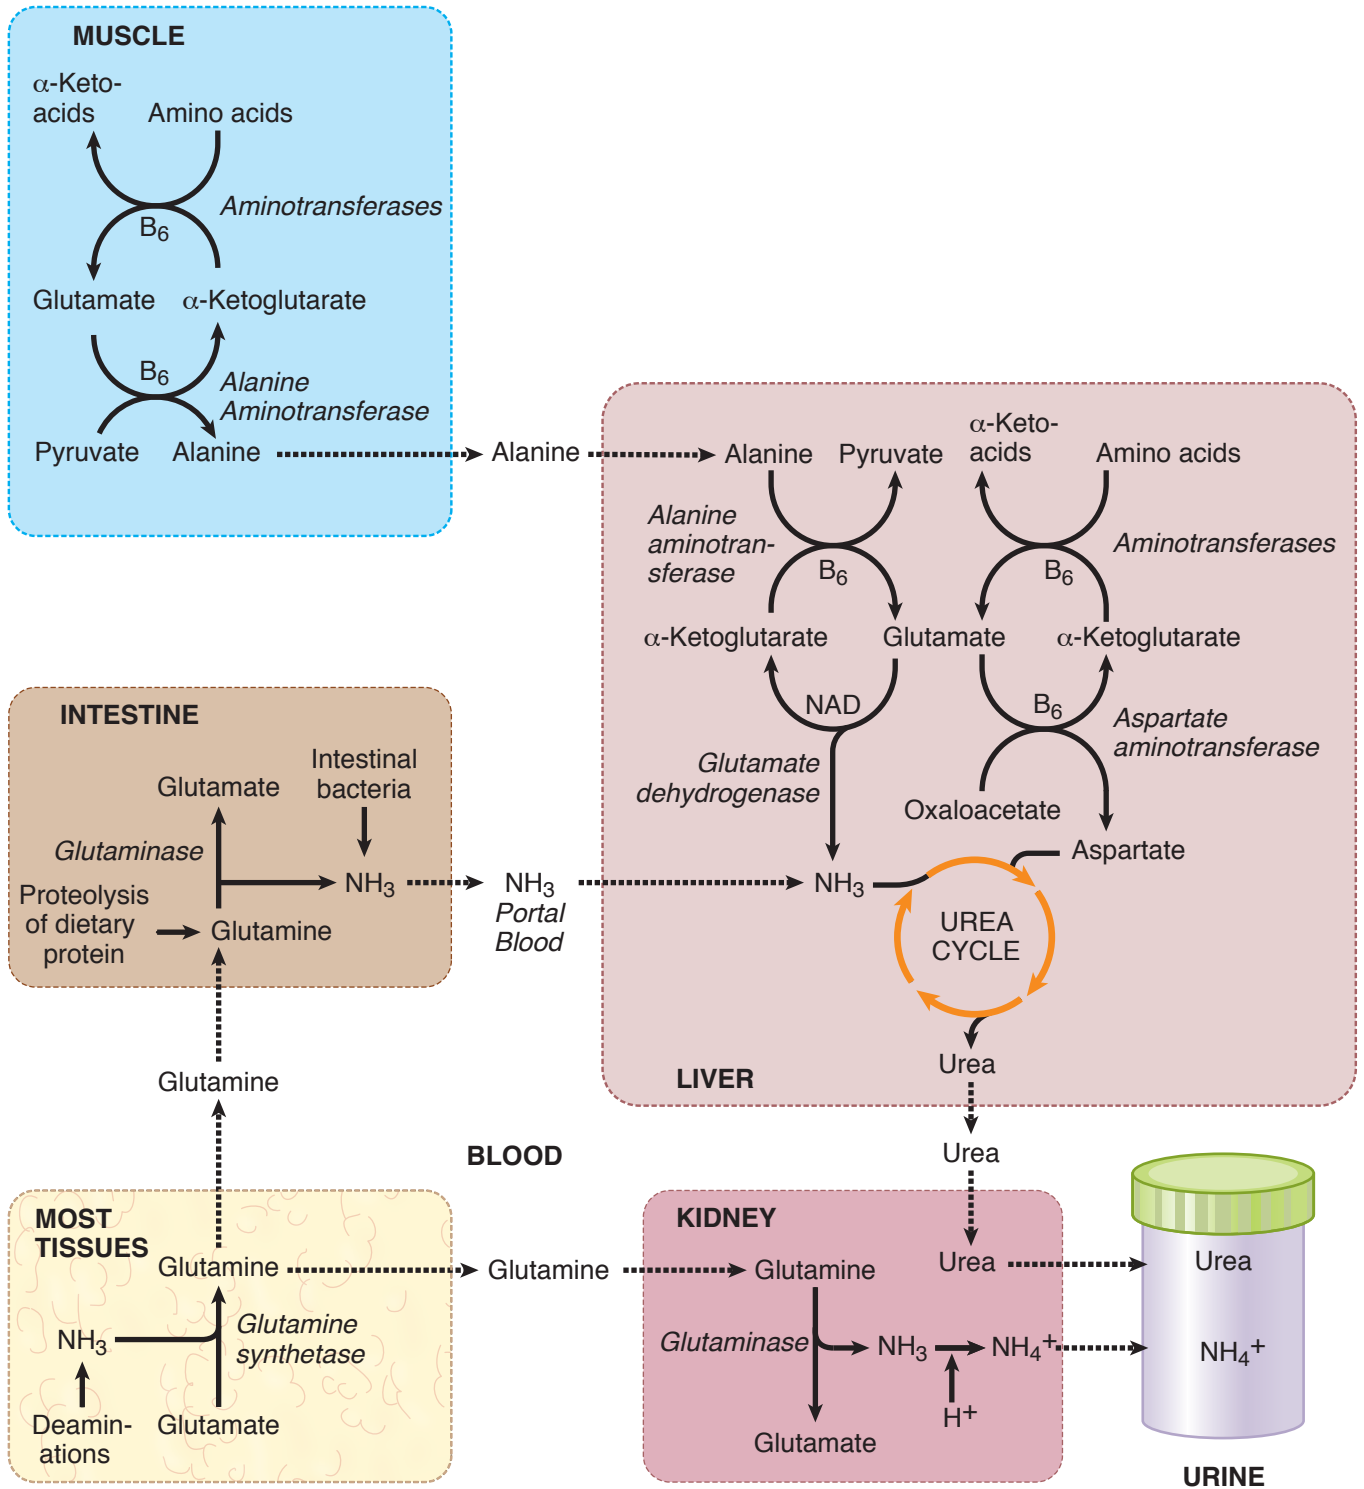 MUSCLE
α-Keto-
acids
Amino acids
Aminotransferases
B6
Glutamate
α-Ketoglutarate
B6
Alanine
Aminotransferase
Pyruvate
Alanine
Alanine
Alanine
Pyruvate
α-Keto-
acids
Amino acids
Alanine
aminotran-
sferase
B6
B6
Aminotransferases
α-Ketoglutarate
Glutamate
α-Ketoglutarate
NAD
B6
Aspartate
aminotransferase
Glutamate
dehydrogenase
Oxaloacetate
Aspartate
NH3
UREA
CYCLE
Urea
LIVER
INTESTINE
Glutamate
Intestinal
bacteria
Glutaminase
NH3
Proteolysis
of dietary
protein
Glutamine
NH3
Portal
Blood
Glutamine
BLOOD
Urea
MOST
TISSUES
Glutamine
Glutamine
synthetase
NH3
Deamin-
ations
Glutamate
Glutamine
KIDNEY
Glutamine
Urea
Glutaminase
NH3
NH4+
H+
Glutamate
Urea
NH4+
URINE